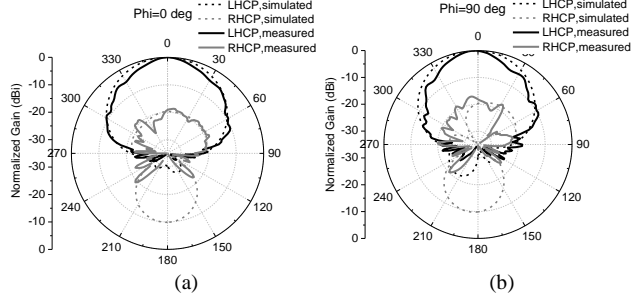 Phi=0 deg
LHCP,simulated
RHCP,simulated
LHCP,measured
RHCP,measured
0
330
30
300
60
270
90
240
120
210
150
180
0
-10
-20
-30
-30
-20
-10
0
Normalized Gain (dBi)
(a)
Phi=90 deg
LHCP,simulated
RHCP,simulated
LHCP,measured
RHCP,measured
0
330
300
60
270
90
240
120
210
150
180
0
-10
-20
-30
-30
-20
-10
0
Normalized Gain (dBi)
(b)